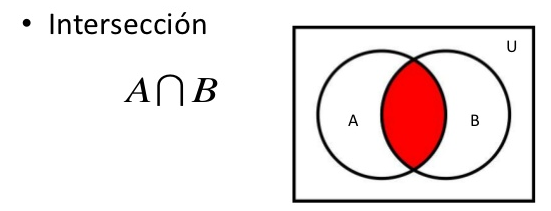 • Intersección
A ⋂ B
U
A
B